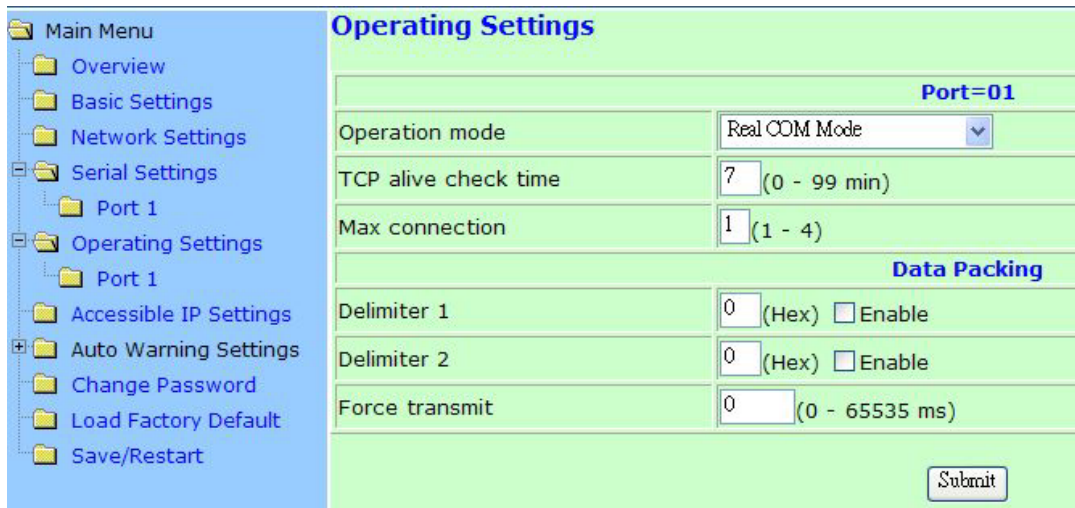 Main Menu
Overview
Basic Settings
Network Settings
Serial Settings
Port 1
Operating Settings
Port 1
Accessible IP Settings
Auto Warning Settings
Change Password
Load Factory Default
Save/Restart
Operating Settings
Port=01
Operation mode Real COM Mode
TCP alive check time 7 (0 - 99 min)
Max connection 1 (1 - 4)
Data Packing
Delimiter 1 0 (Hex) Enable
Delimiter 2 0 (Hex) Enable
Force transmit 0 (0 - 65535 ms)
Submit